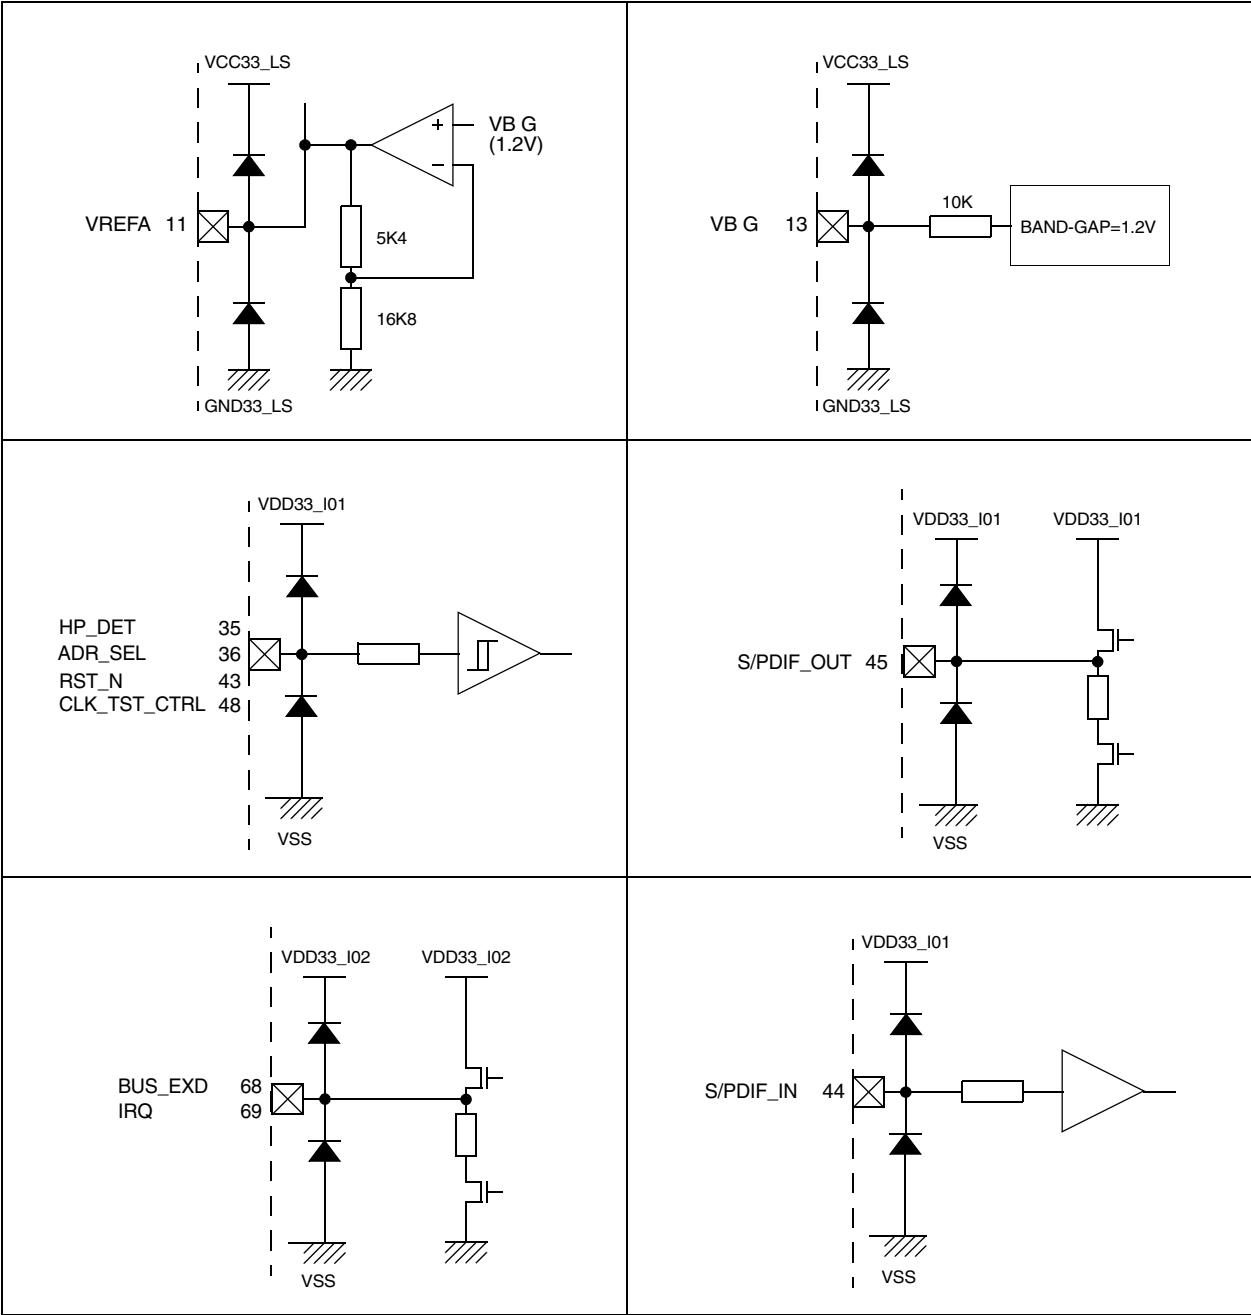 VCC33_LS
+
VB G
(1.2V)
−
VREFA 11
5K4
16K8
GND33_LS
VCC33_LS
10K
VB G 13
BAND-GAP=1.2V
GND33_LS
VDD33_I01
HP_DET 35
ADR_SEL 36
RST_N 43
CLK_TST_CTRL 48
VSS
VDD33_I01 VDD33_I01
S/PDIF_OUT 45
VSS
VDD33_I02 VDD33_I02
BUS_EXD 68
IRQ 69
VSS
VDD33_I01
S/PDIF_IN 44
VSS